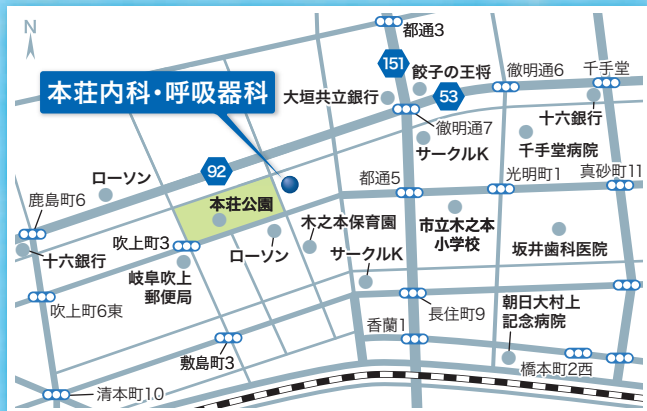 N
都通3
151
餃子の王将
徹明通6
千手堂
本荘内科・呼吸器科
大垣共立銀行
53
十六銀行
徹明通7
サークルK
千手堂病院
92
ローソン
都通5
光明町1
真砂町11
鹿島町6
本荘公園
木之本保育園
市立木之本
小学校
坂井歯科医院
十六銀行
吹上町3
ローソン
サークルK
岐阜吹上
郵便局
吹上町6東
長住町9
朝日大村上
記念病院
香蘭1
敷島町3
橋本町2西
清本町10